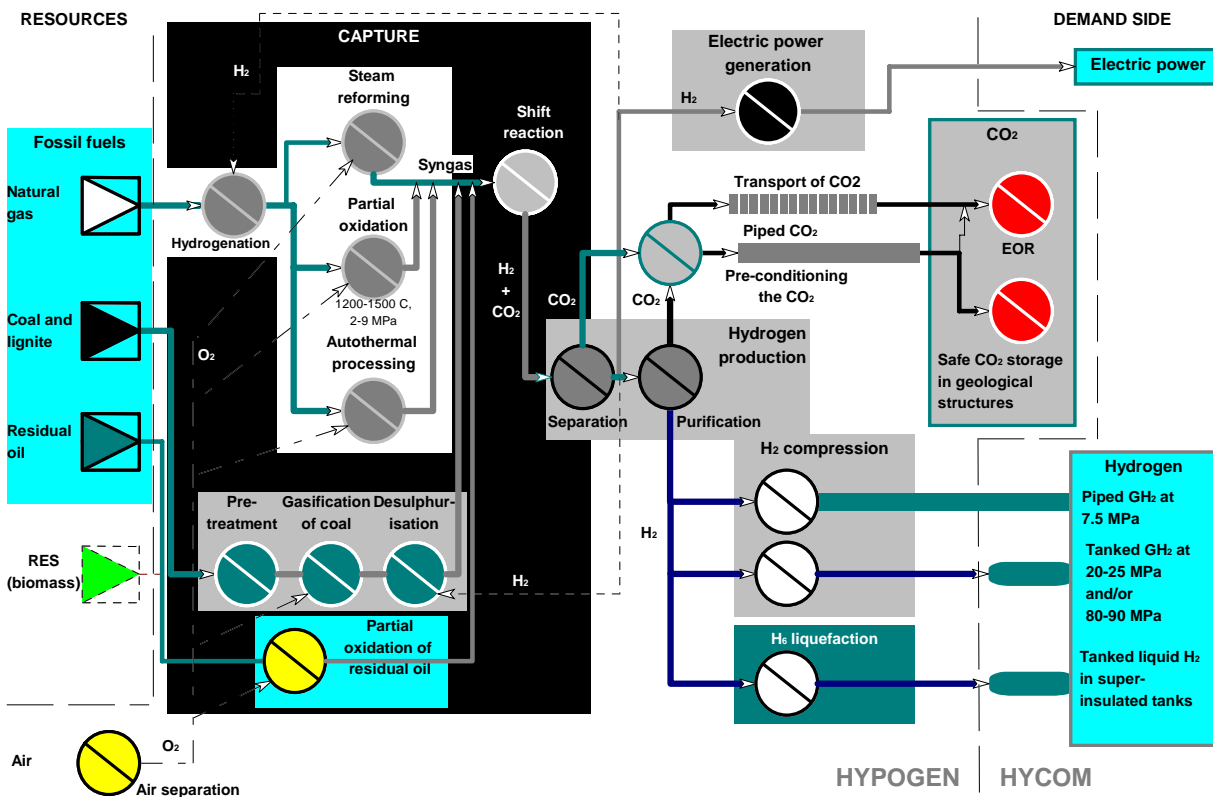 RESOURCES
CAPTURE
DEMAND SIDE
Electric power
generation
Electric power
H₂
Steam
reforming
Shift
reaction
H₂
Fossil fuels
CO₂
Natural
gas
Syngas
Transport of CO2
Partial
oxidation
Hydrogenation
Piped CO₂
EOR
H₂
+
CO₂
Pre-conditioning
the CO₂
CO₂
CO₂
1200-1500 C,
2-9 MPa
Coal and
lignite
Autothermal
processing
O₂
Hydrogen
production
Safe CO₂ storage
in geological
structures
Residual
oil
Separation
Purification
H₂ compression
Hydrogen
Piped GH₂ at
7.5 MPa
Pre-
treatment
Gasification
of coal
Desulphur-
isation
H₂
Tanked GH₂ at
20-25 MPa
and/or
80-90 MPa
RES
(biomass)
H₂
Partial
oxidation of
residual oil
H₆ liquefaction
Tanked liquid H₂
in super-
insulated tanks
Air
O₂
Air separation
HYPOGEN
HYCOM